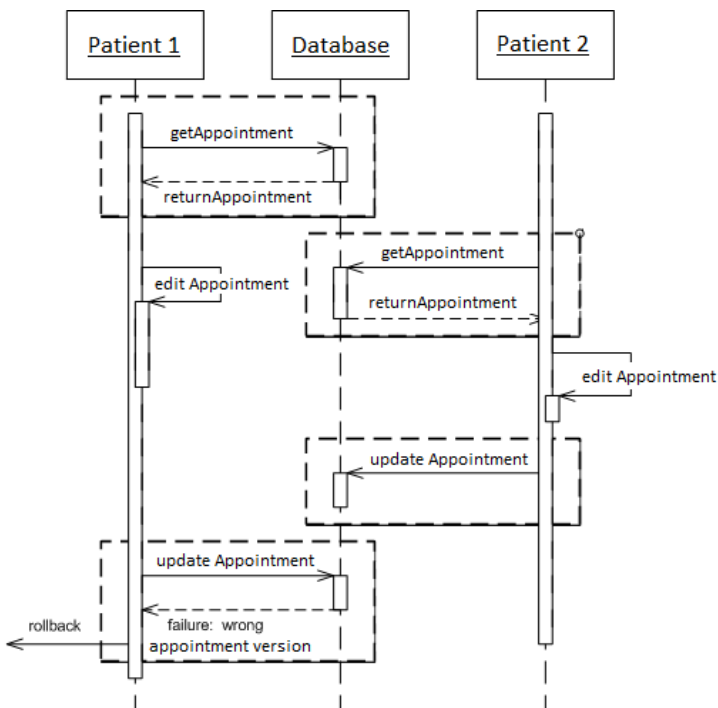 Patient 1
Database
Patient 2
getAppointment
returnAppointment
getAppointment
edit Appointment
returnAppointment
edit Appointment
update Appointment
update Appointment
rollback
failure: wrong
appointment version